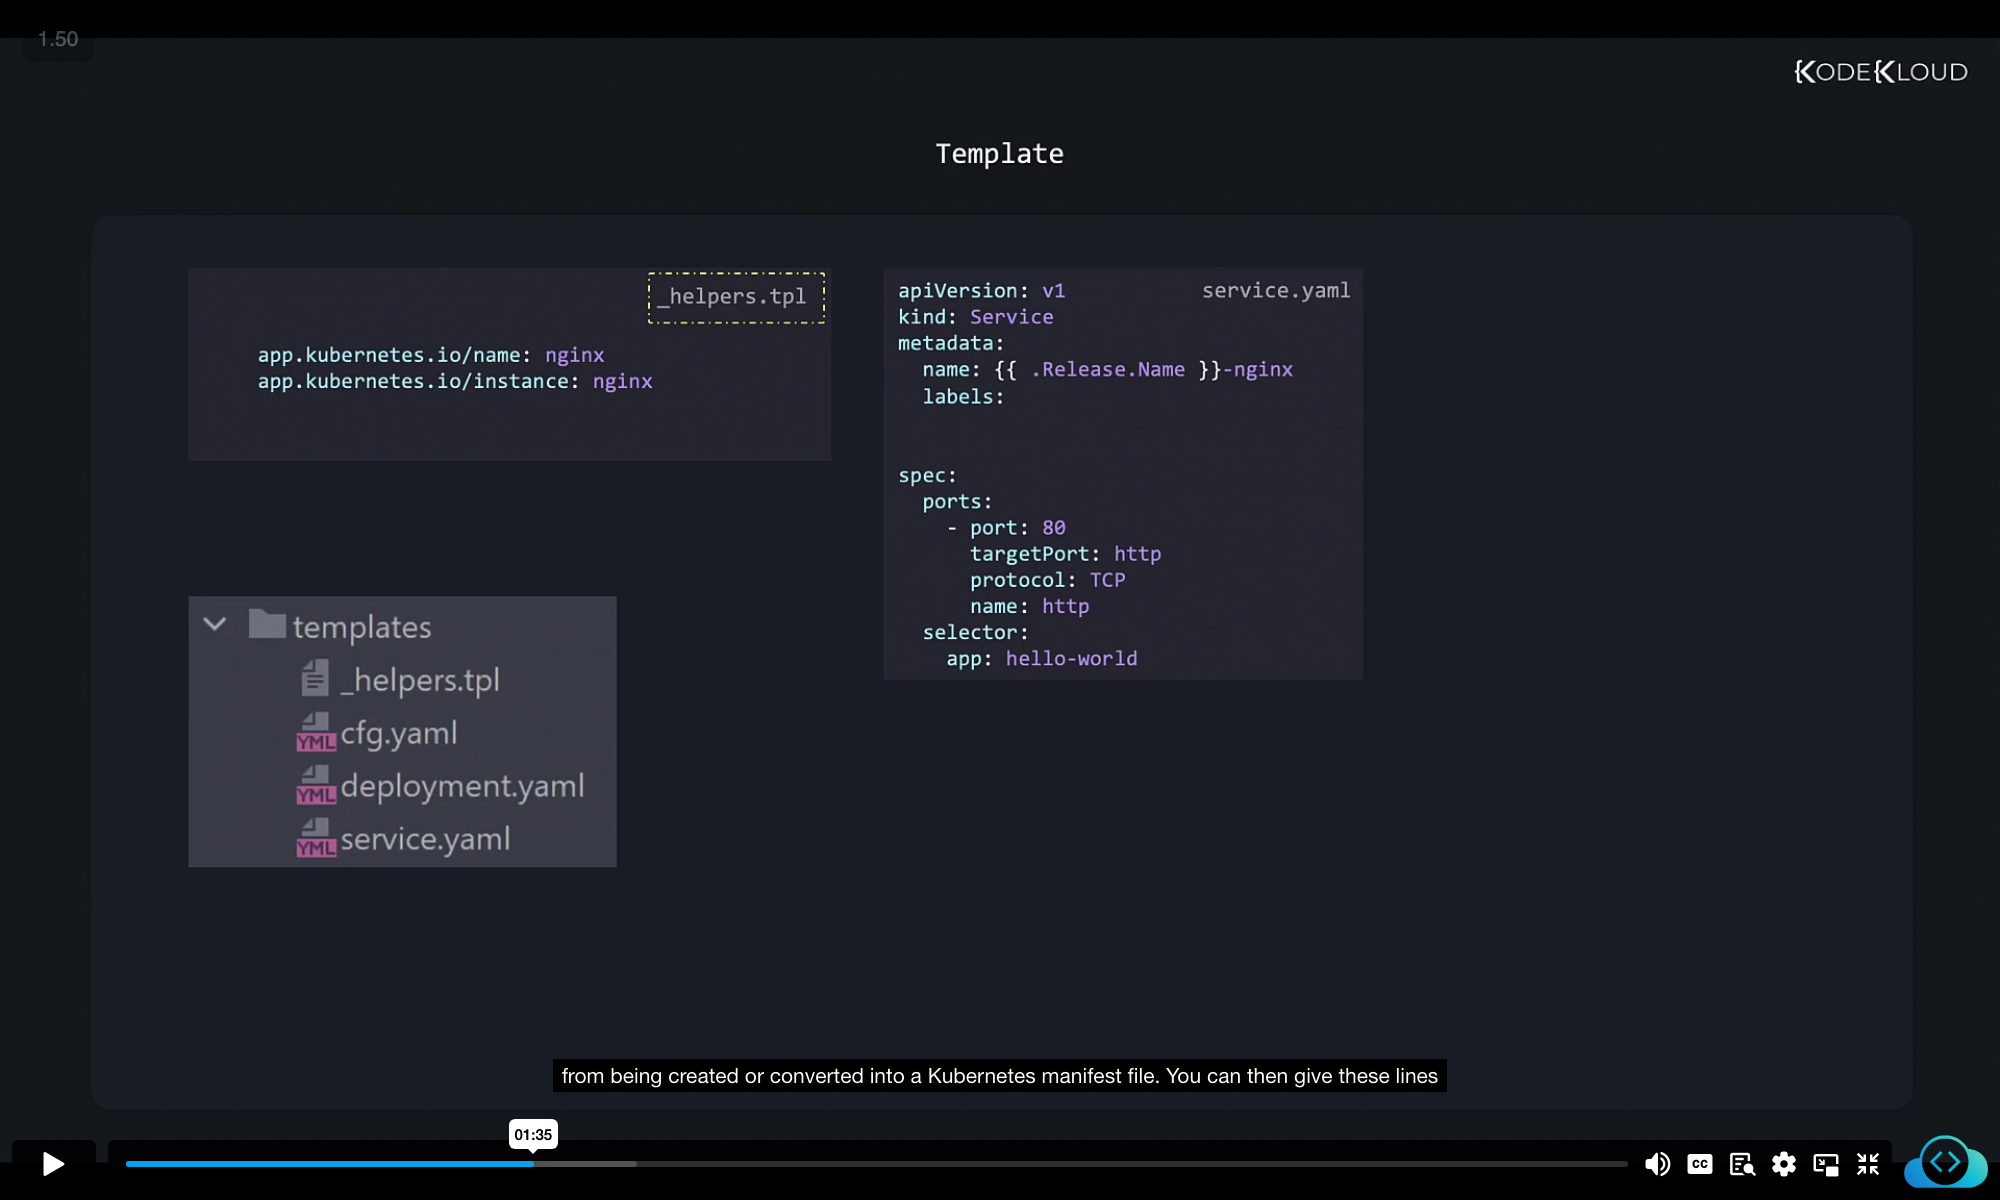 1.50
KODEKLOUD
Template
_helpers.tpl
app.kubernetes.io/name: nginx
app.kubernetes.io/instance: nginx
service.yaml
apiVersion: v1
kind: Service
metadata:
  name: {{ .Release.Name }}-nginx
  labels:
spec:
  ports:
    - port: 80
      targetPort: http
      protocol: TCP
      name: http
  selector:
    app: hello-world
templates
_helpers.tpl
YML cfg.yaml
YML deployment.yaml
YML service.yaml
from being created or converted into a Kubernetes manifest file. You can then give these lines
01:35
CC